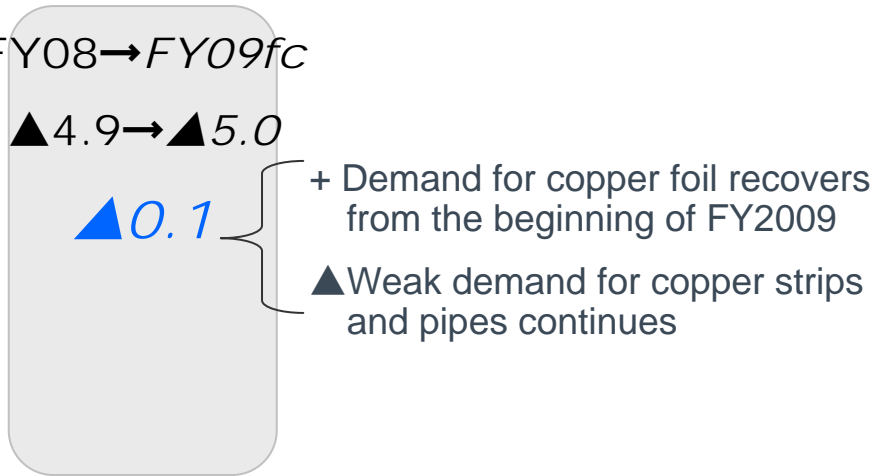 FY08→FY09fc
▲4.9→▲5.0
▲0.1
+ Demand for copper foil recovers
from the beginning of FY2009
▲Weak demand for copper strips
and pipes continues